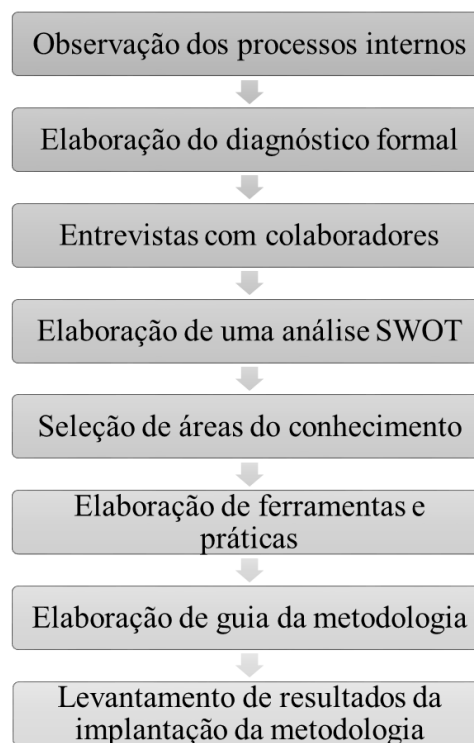 Observação dos processos internos
Elaboração do diagnóstico formal
Entrevistas com colaboradores
Elaboração de uma análise SWOT
Seleção de áreas do conhecimento
Elaboração de ferramentas e
práticas
Elaboração de guia da metodologia
Levantamento de resultados da
implantação da metodologia